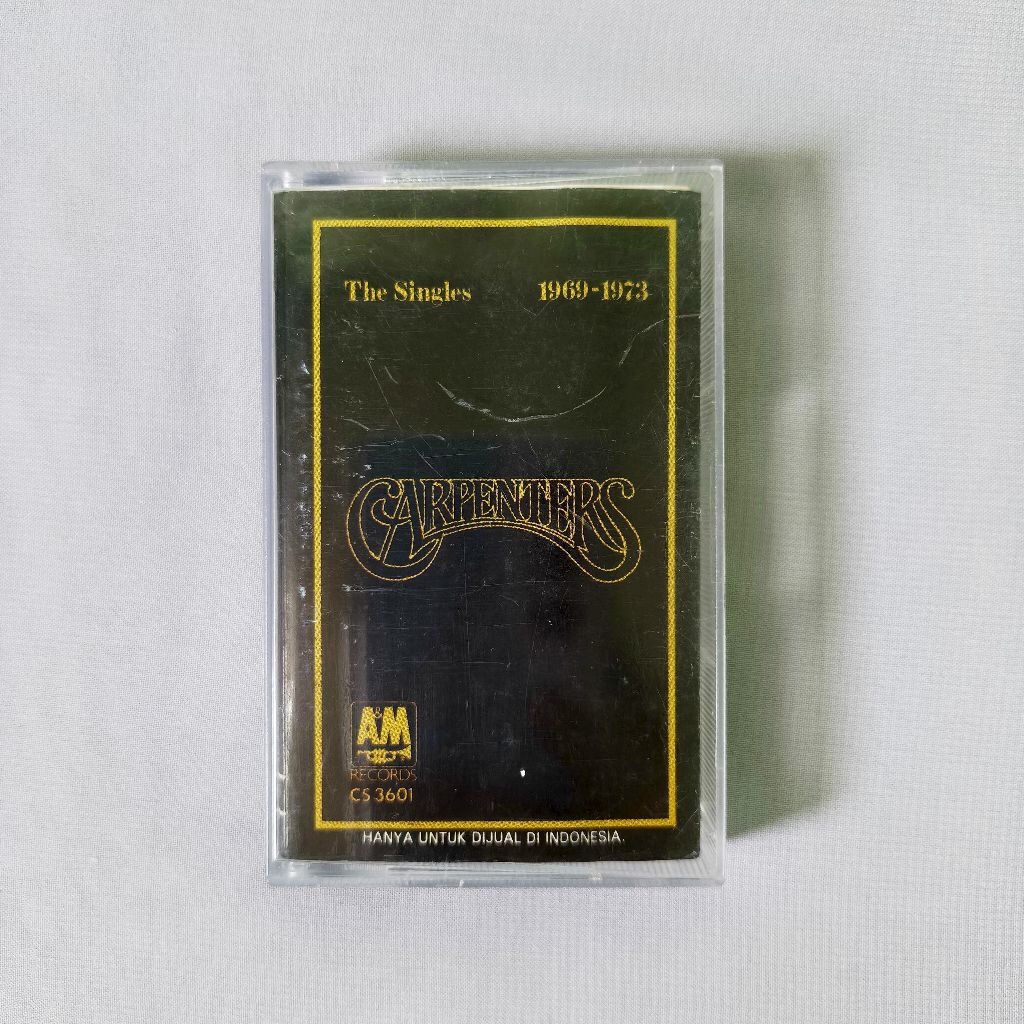 The Singles 1969-1973
CARPENTERS
A&M
RECORDS
CS 3601
HANYA UNTUK DIJUAL DI INDONESIA.